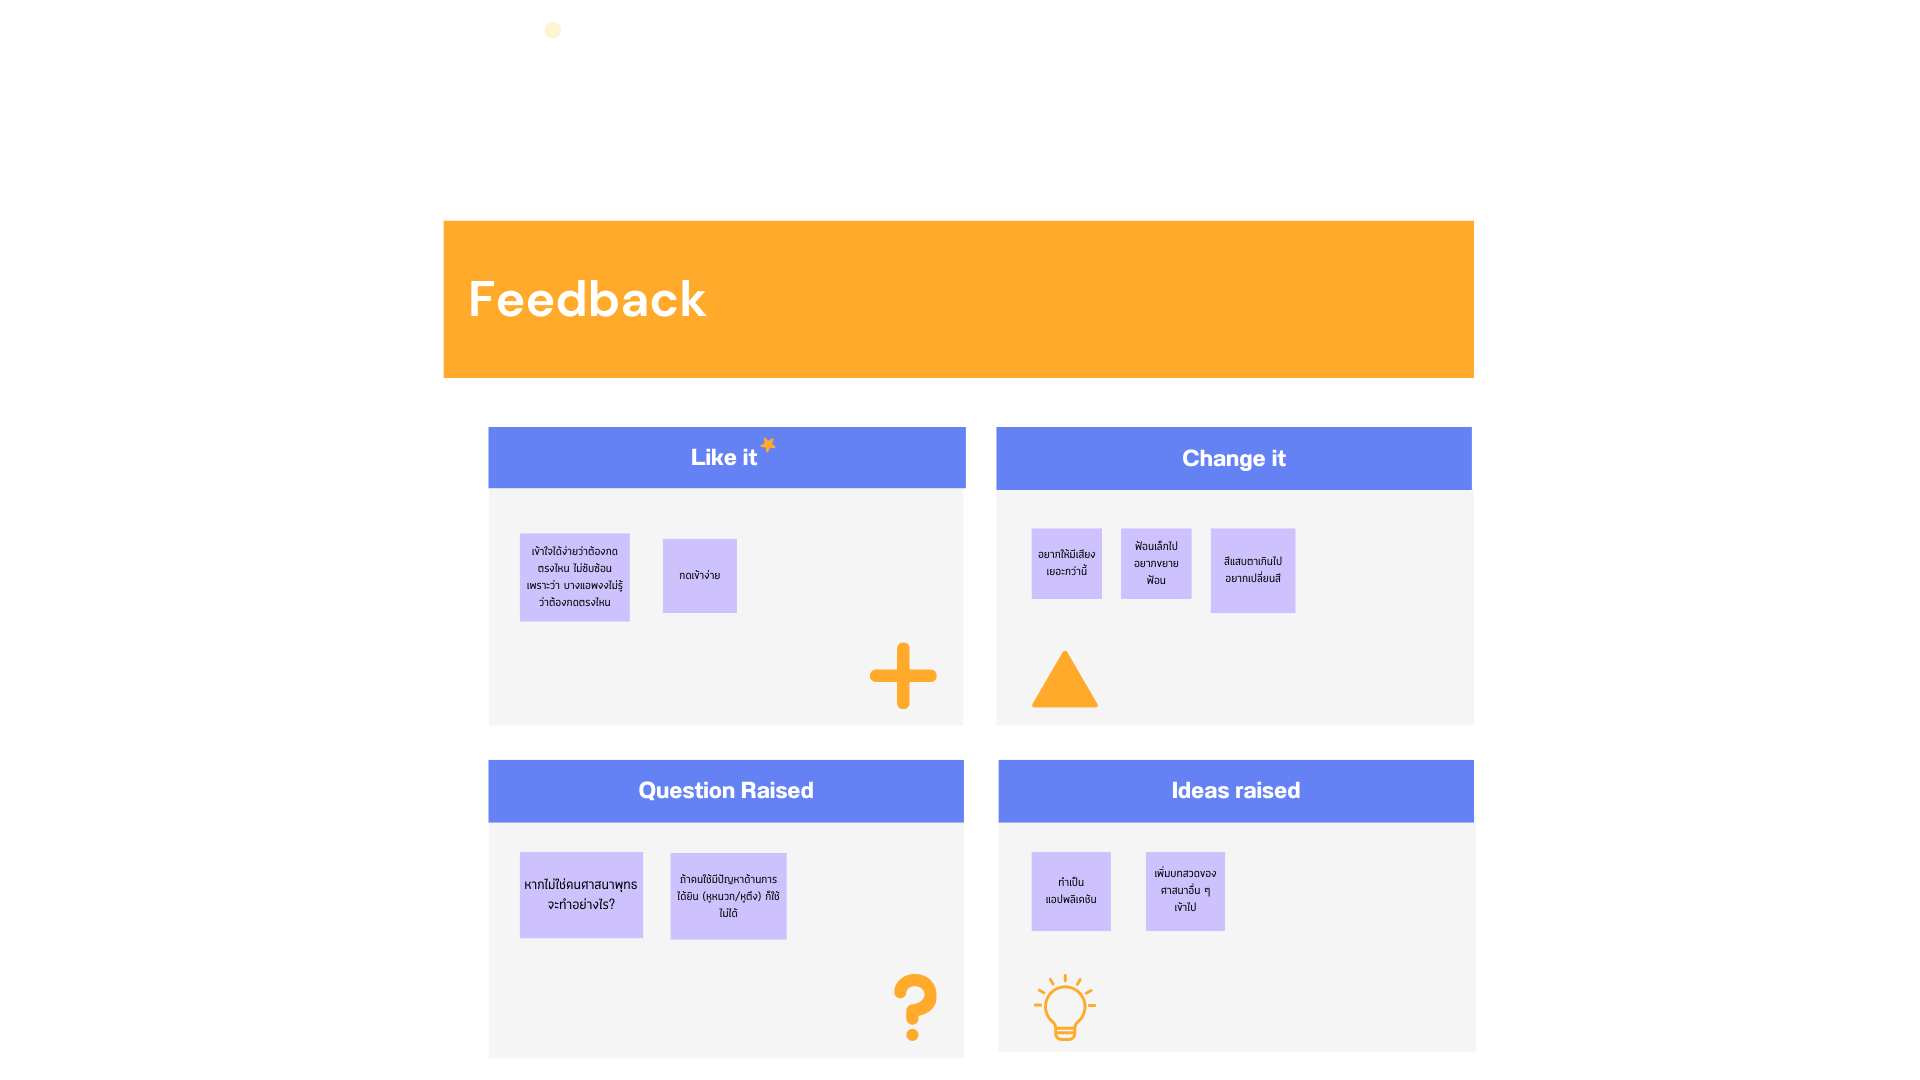 Feedback
Like it
เข้าใจได้ง่ายว่าต้องกด
ตรงไหน ไม่ซับซ้อน
เพราะว่า บางแอพงงไม่รู้
ว่าต้องกดตรงไหน
กดเข้าง่าย
Change it
อยากให้มีเสียง
เยอะกว่านี้
ฟ้อนเล็กไป
อยากขยาย
ฟ้อน
สีแสบตาเกินไป
อยากเปลี่ยนสี
Question Raised
หากไม่ใช่คนศาสนาพุทธ
จะทำอย่างไร?
ถ้าคนใช้มีปัญหาด้านการ
ได้ยิน (หูหนวก/หูตึง) ก็ใช้
ไม่ได้
Ideas raised
ทำเป็น
แอปพลิเคชัน
เพิ่มบทสวดของ
ศาสนาอื่น ๆ
เข้าไป